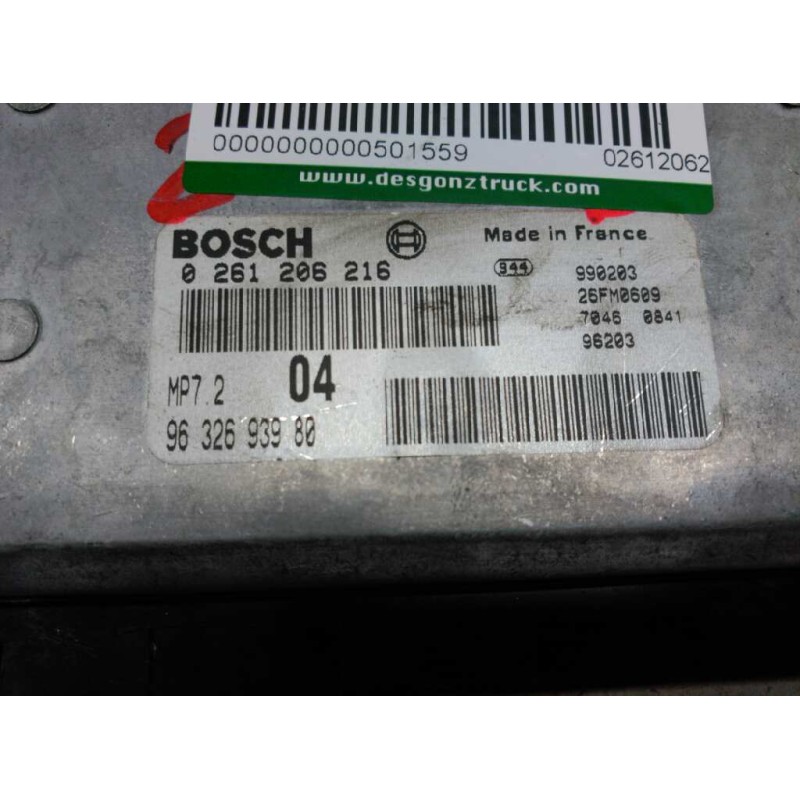 2
0000000000501559
02612062
www.desgonztruck.com
BOSCH
Made in France
0 261 206 216
944
990203
26FM0609
7046 0841
96203
MP7.2
04
96 326 939 80